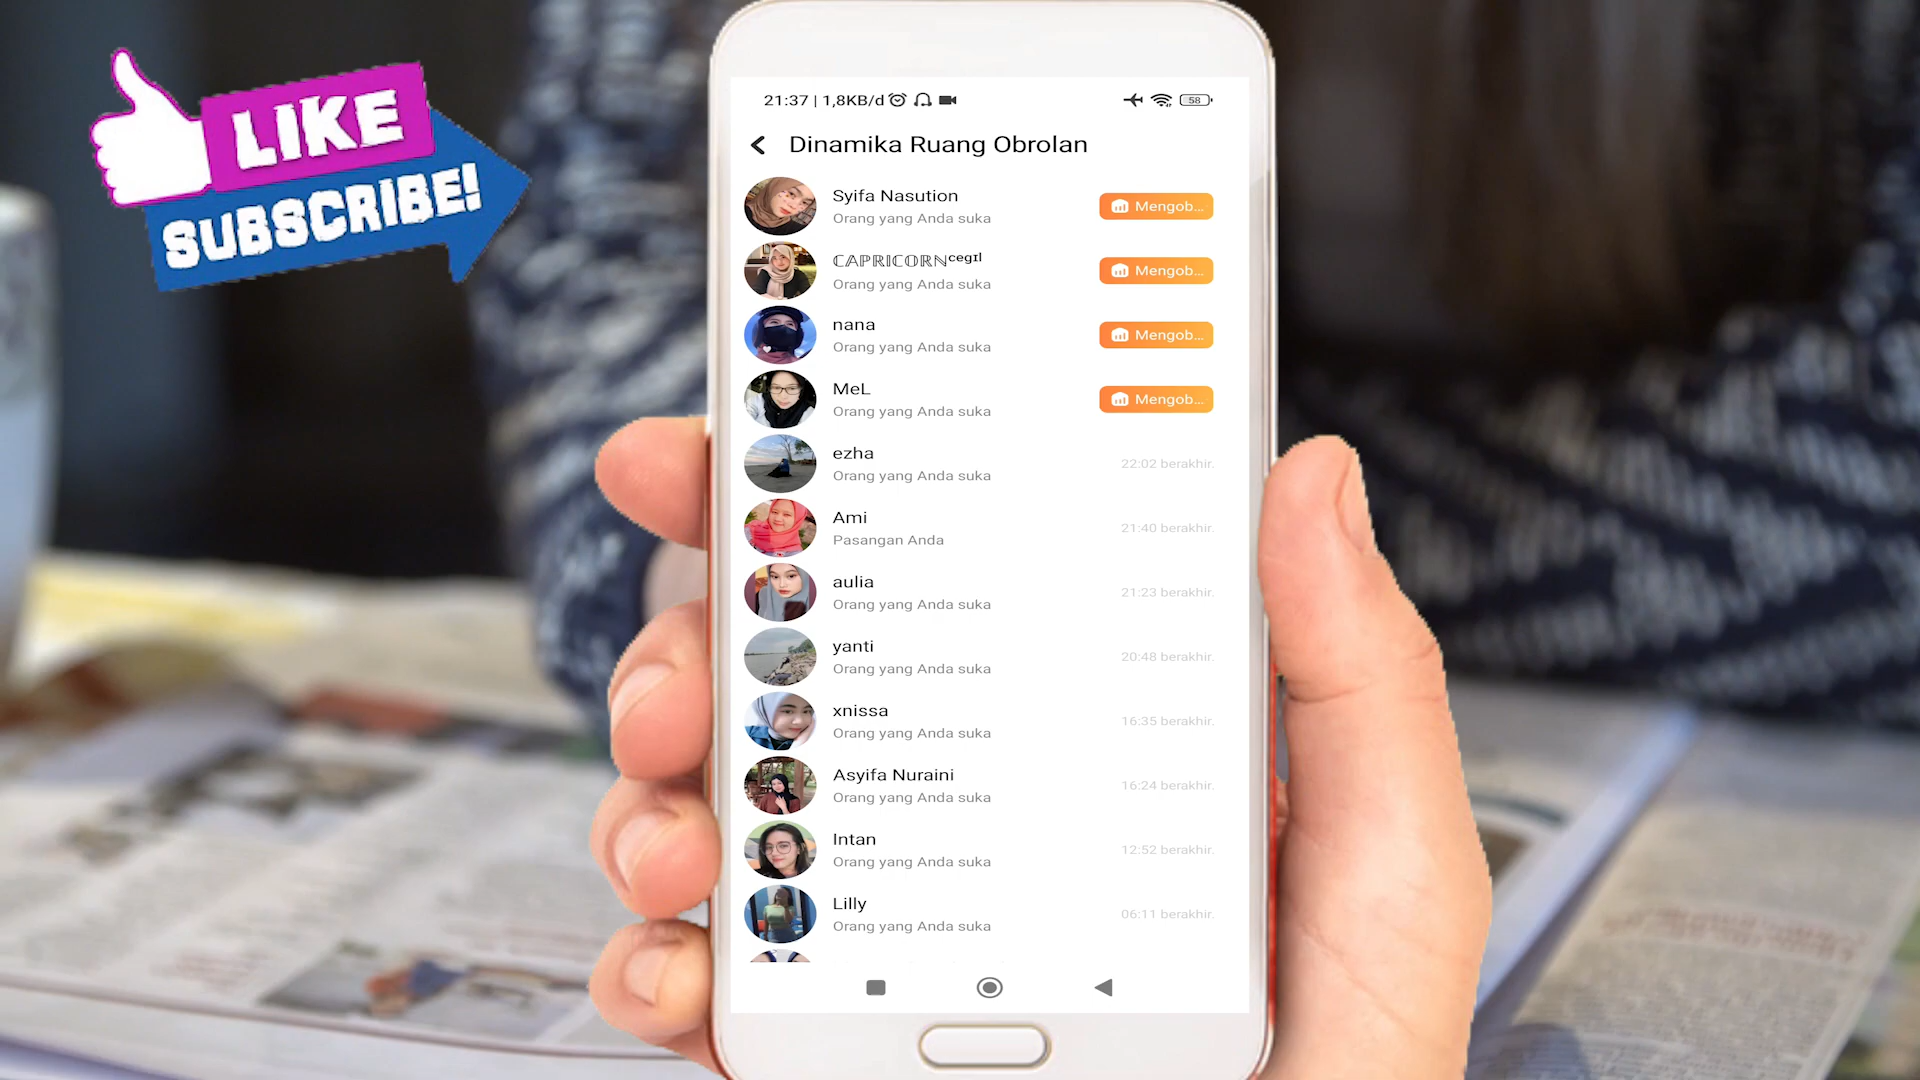 LIKE
SUBSCRIBE!
21:37 | 1,8KB/d
58
Dinamika Ruang Obrolan
Syifa Nasution
Orang yang Anda suka
Mengob...
ℂ𝔸ℙℝ𝕀ℂ𝕆ℝℕᶜᵉᵍᶦˡ
Orang yang Anda suka
Mengob...
nana
Orang yang Anda suka
Mengob...
MeL
Orang yang Anda suka
Mengob...
ezha
Orang yang Anda suka
22:02 berakhir.
Ami
Pasangan Anda
21:40 berakhir.
aulia
Orang yang Anda suka
21:23 berakhir.
yanti
Orang yang Anda suka
20:48 berakhir.
xnissa
Orang yang Anda suka
16:35 berakhir.
Asyifa Nuraini
Orang yang Anda suka
16:24 berakhir.
Intan
Orang yang Anda suka
12:52 berakhir.
Lilly
Orang yang Anda suka
06:11 berakhir.